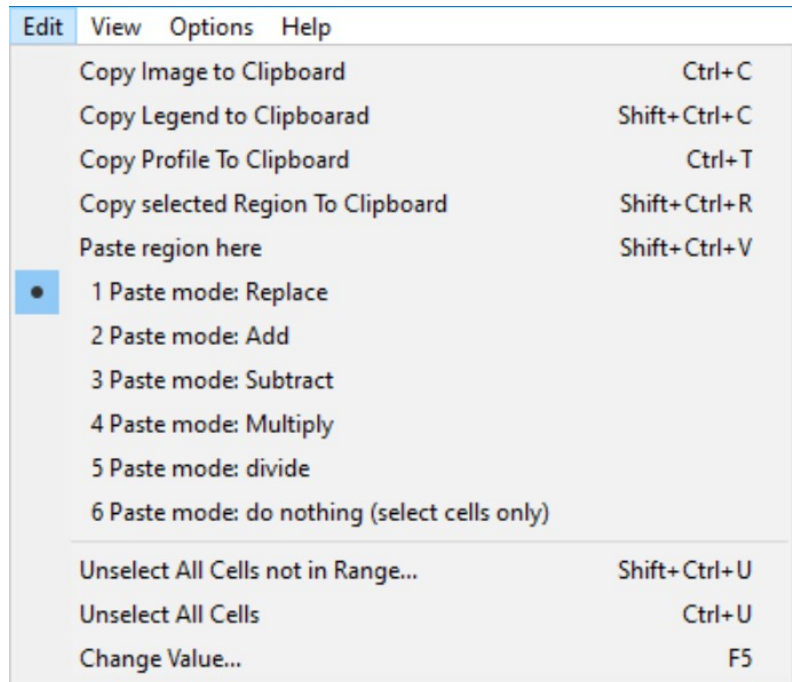 Edit View Options Help
Copy Image to Clipboard Ctrl+C
Copy Legend to Clipboarad Shift+Ctrl+C
Copy Profile To Clipboard Ctrl+T
Copy selected Region To Clipboard Shift+Ctrl+R
Paste region here Shift+Ctrl+V
1 Paste mode: Replace
2 Paste mode: Add
3 Paste mode: Subtract
4 Paste mode: Multiply
5 Paste mode: divide
6 Paste mode: do nothing (select cells only)
Unselect All Cells not in Range... Shift+Ctrl+U
Unselect All Cells Ctrl+U
Change Value... F5